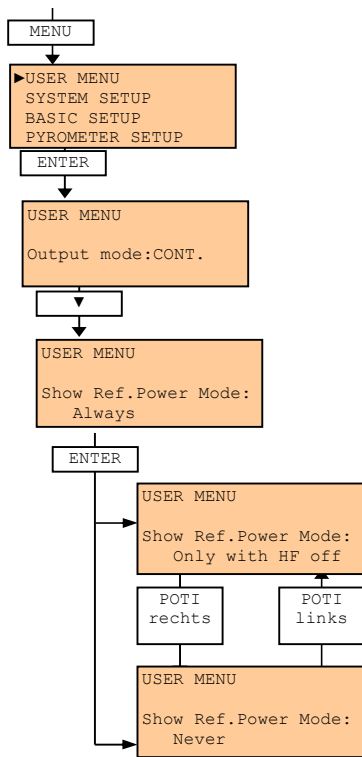 MENU
►USER MENU
SYSTEM SETUP
BASIC SETUP
PYROMETER SETUP
ENTER
USER MENU
Output mode:CONT.
▼
USER MENU
Show Ref.Power Mode:
Always
ENTER
USER MENU
Show Ref.Power Mode:
Only with HF off
POTI
rechts
POTI
links
USER MENU
Show Ref.Power Mode:
Never